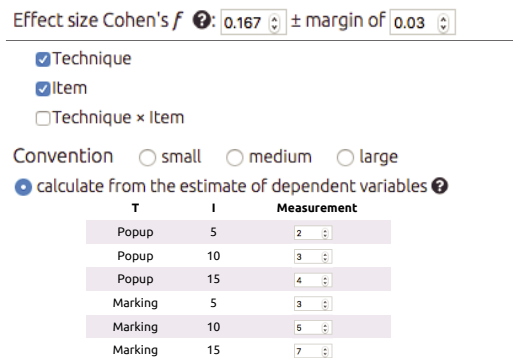 Effect size Cohen's f ?: 0.167 ± margin of 0.03
Technique
Item
Technique × Item
Convention small medium large
calculate from the estimate of dependent variables ?
T I Measurement
Popup 5 2
Popup 10 3
Popup 15 4
Marking 5 3
Marking 10 5
Marking 15 7